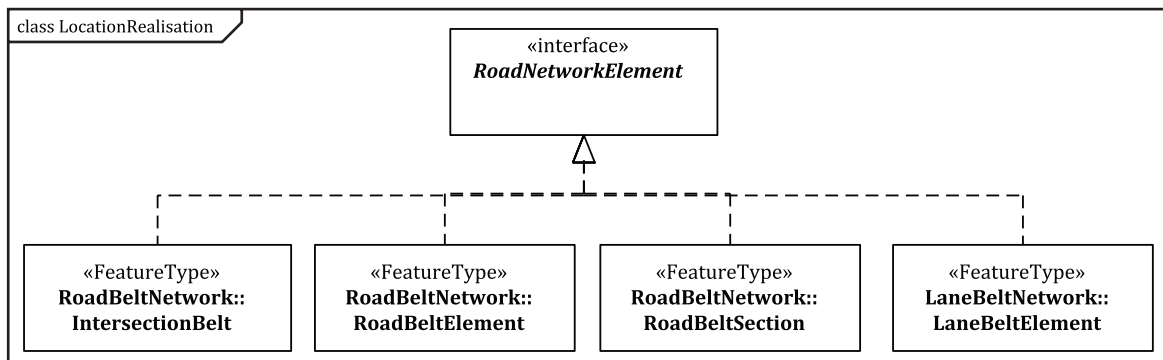 class LocationRealisation
«interface»
RoadNetworkElement
«FeatureType»
RoadBeltNetwork::
IntersectionBelt
«FeatureType»
RoadBeltNetwork::
RoadBeltElement
«FeatureType»
RoadBeltNetwork::
RoadBeltSection
«FeatureType»
LaneBeltNetwork::
LaneBeltElement